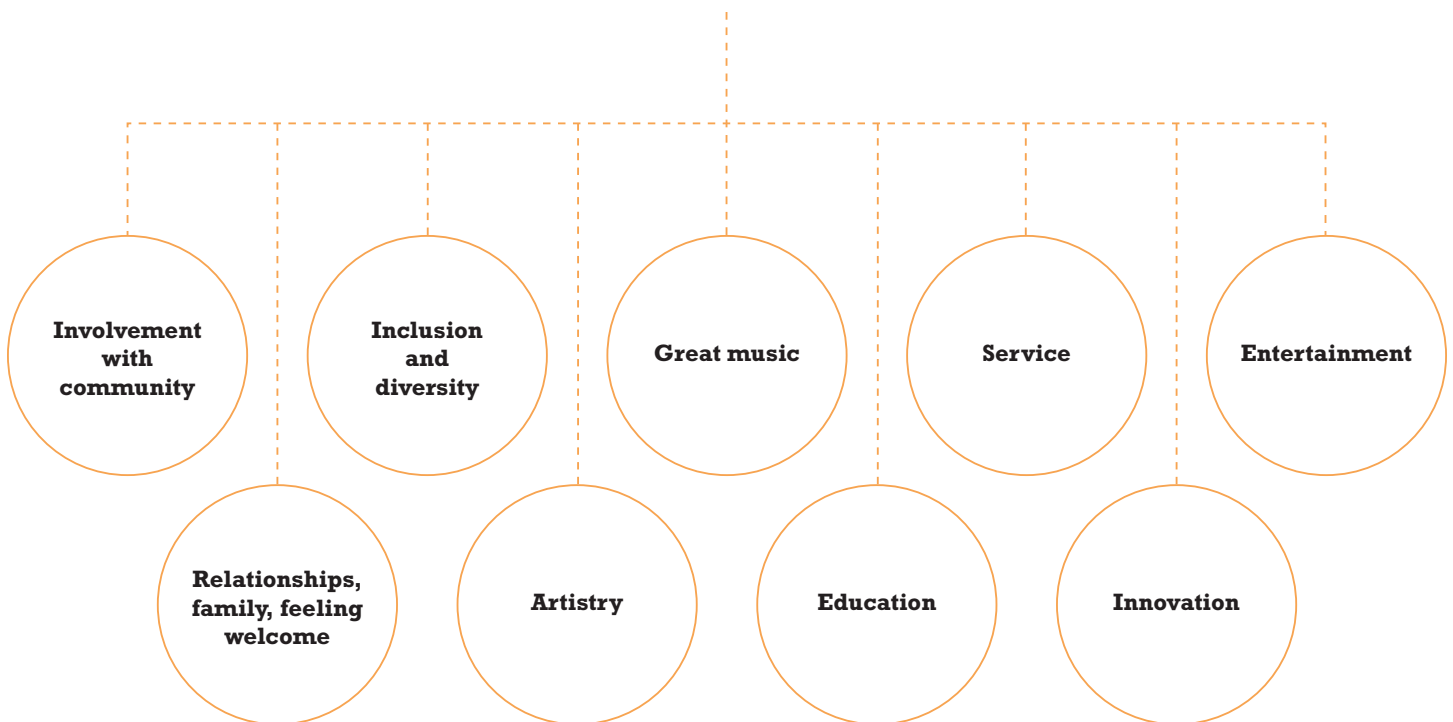 Involvement
with
community
Inclusion
and
diversity
Great music
Service
Entertainment
Relationships,
family, feeling
welcome
Artistry
Education
Innovation